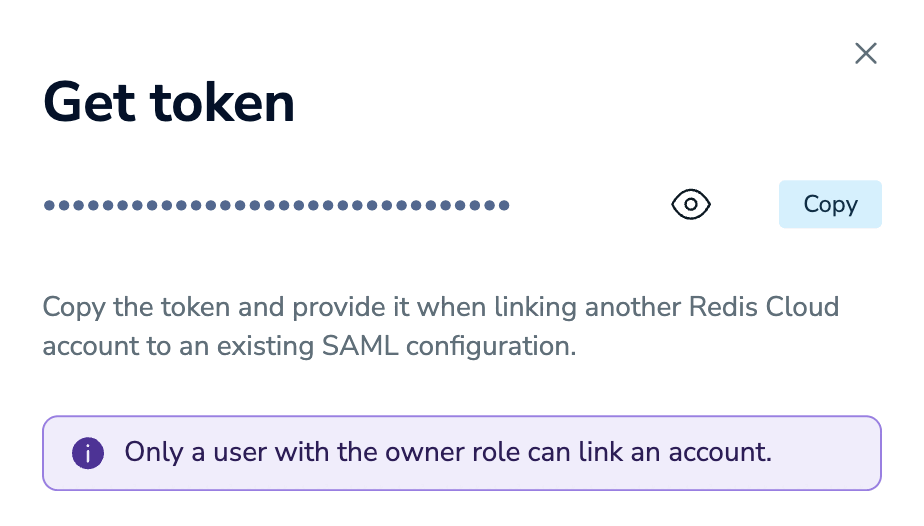 Get token
••••••••••••••••••••••••••••••••
Copy
Copy the token and provide it when linking another Redis Cloud
account to an existing SAML configuration.
Only a user with the owner role can link an account.